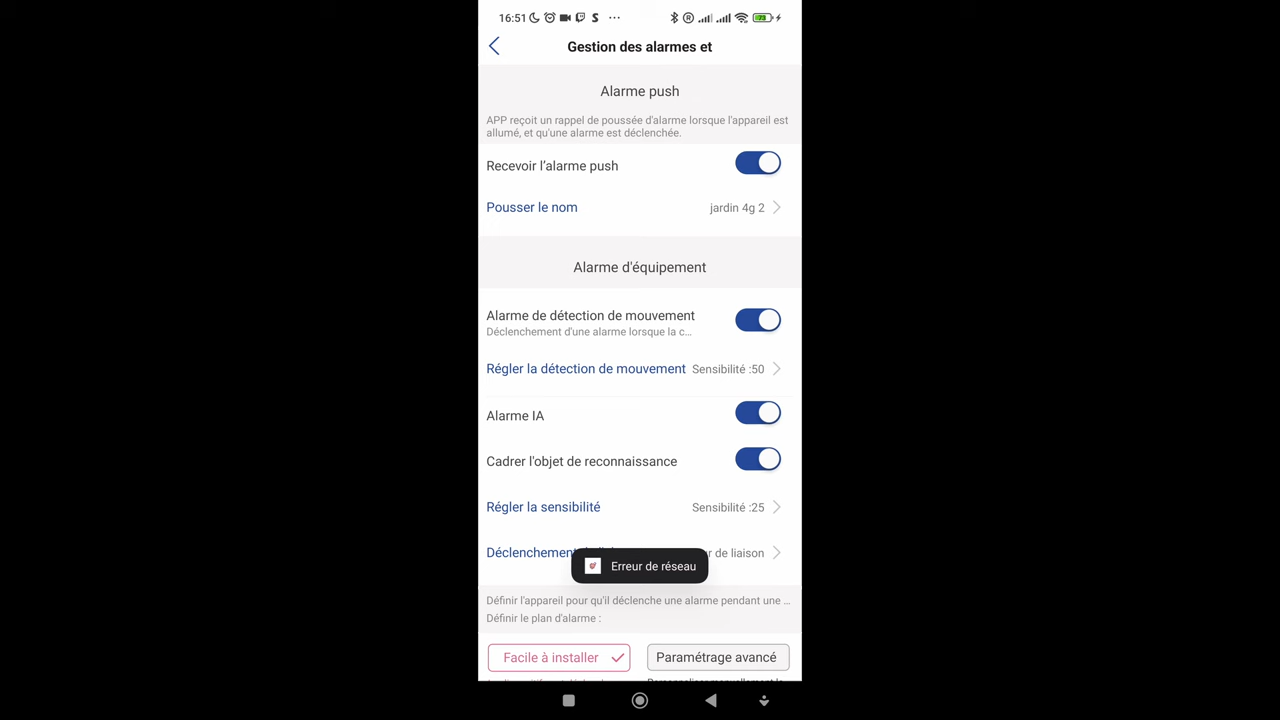 16:51
73
Gestion des alarmes et
Alarme push
APP reçoit un rappel de poussée d'alarme lorsque l'appareil est
allumé, et qu'une alarme est déclenchée.
Recevoir l'alarme push
Pousser le nom
jardin 4g 2
Alarme d'équipement
Alarme de détection de mouvement
Déclenchement d'une alarme lorsque la c...
Régler la détection de mouvement
Sensibilité :50
Alarme IA
Cadrer l'objet de reconnaissance
Régler la sensibilité
Sensibilité :25
Déclenchement
r de liaison
Erreur de réseau
Définir l'appareil pour qu'il déclenche une alarme pendant une ...
Définir le plan d'alarme :
Facile à installer
Paramétrage avancé